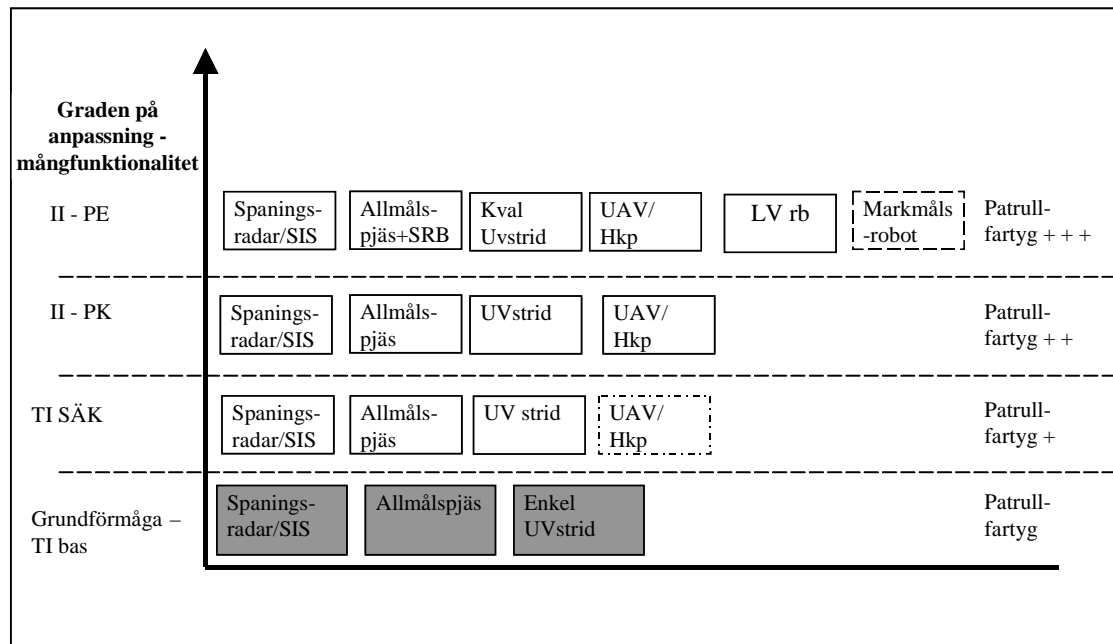 Graden på
anpassning -
mångfunktionalitet
II - PE
Spanings-
radar/SIS
Allmåls-
pjäs+SRB
Kval
Uvstrid
UAV/
Hkp
LV rb
Markmåls
-robot
Patrull-
fartyg + + +
II - PK
Spanings-
radar/SIS
Allmåls-
pjäs
UVstrid
UAV/
Hkp
Patrull-
fartyg + +
TI SÄK
Spanings-
radar/SIS
Allmåls-
pjäs
UV strid
UAV/
Hkp
Patrull-
fartyg +
Grundförmåga –
TI bas
Spanings-
radar/SIS
Allmålspjäs
Enkel
UVstrid
Patrull-
fartyg